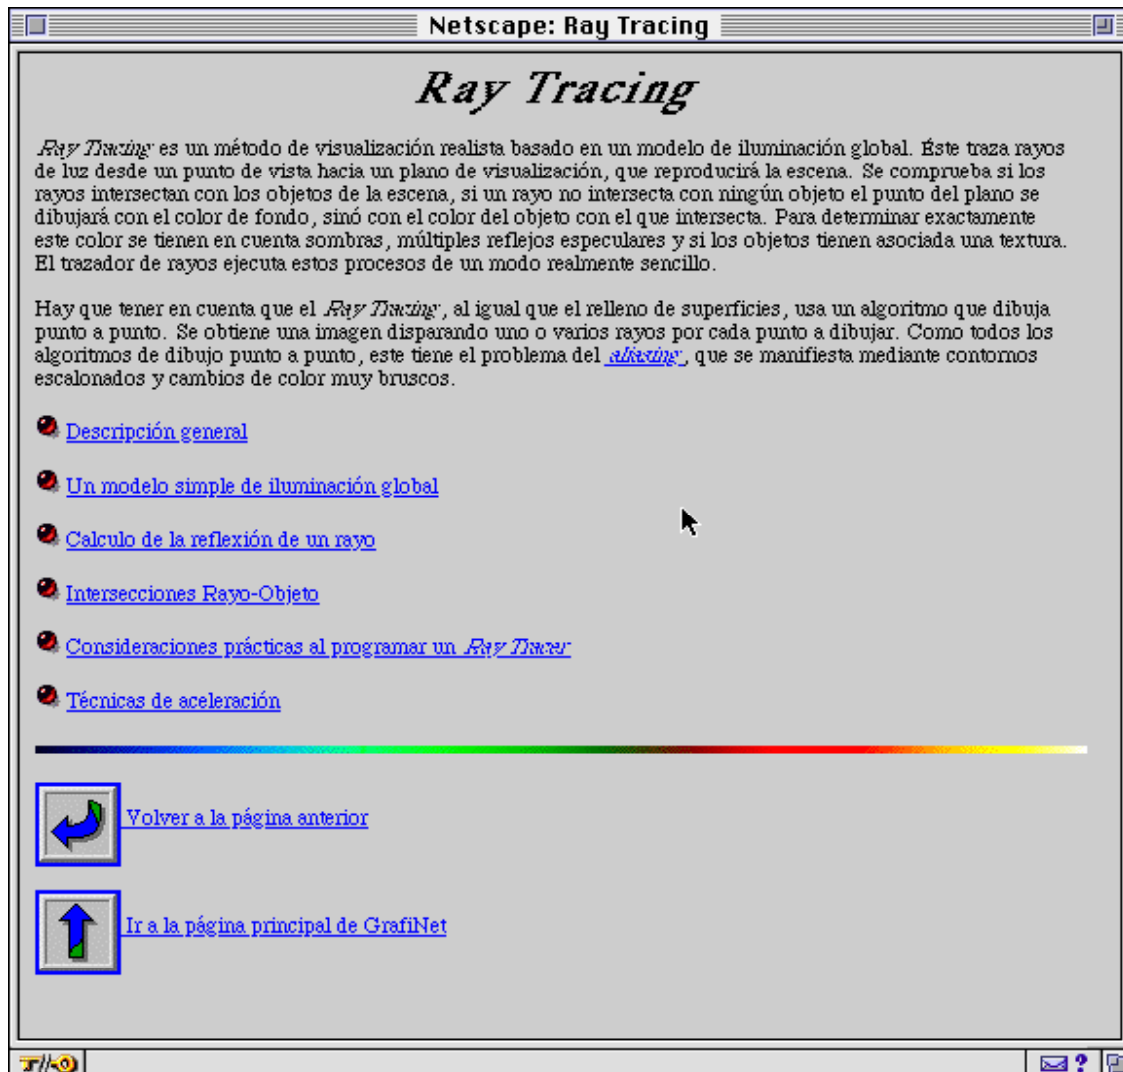 Netscape: Ray Tracing
Ray Tracing
Ray Tracing es un método de visualización realista basado en un modelo de iluminación global. Éste traza rayos
de luz desde un punto de vista hacia un plano de visualización, que reproducirá la escena. Se comprueba si los
rayos intersectan con los objetos de la escena, si un rayo no intersecta con ningún objeto el punto del plano se
dibujará con el color de fondo, sinó con el color del objeto con el que intersecta. Para determinar exactamente
este color se tienen en cuenta sombras, múltiples reflejos especulares y si los objetos tienen asociada una textura.
El trazador de rayos ejecuta estos procesos de un modo realmente sencillo.
Hay que tener en cuenta que el Ray Tracing, al igual que el relleno de superficies, usa un algoritmo que dibuja
punto a punto. Se obtiene una imagen disparando uno o varios rayos por cada punto a dibujar. Como todos los
algoritmos de dibujo punto a punto, este tiene el problema del aliasing, que se manifiesta mediante contornos
escalonados y cambios de color muy bruscos.
Descripción general
Un modelo simple de iluminación global
Calculo de la reflexión de un rayo
Intersecciones Rayo-Objeto
Consideraciones prácticas al programar un Ray Tracer
Técnicas de aceleración
Volver a la página anterior
Ir a la página principal de GrafiNet
?